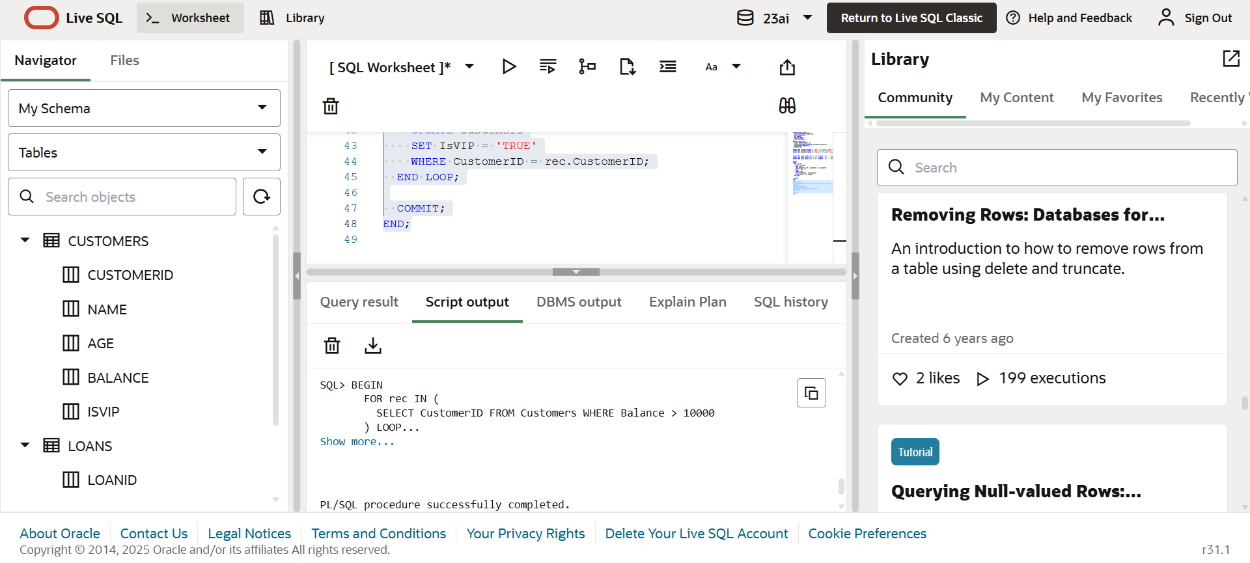 Live SQL
Worksheet
Library
23ai
Return to Live SQL Classic
Help and Feedback
Sign Out
Navigator
Files
My Schema
Tables
Search objects
CUSTOMERS
CUSTOMERID
NAME
AGE
BALANCE
ISVIP
LOANS
LOANID
[ SQL Worksheet ]*
Aa
43 SET IsVIP = 'TRUE'
44 WHERE CustomerID = rec.CustomerID;
45 END LOOP;
46
47 COMMIT;
48 END;
49
Query result
Script output
DBMS output
Explain Plan
SQL history
SQL> BEGIN
FOR rec IN (
SELECT CustomerID FROM Customers WHERE Balance > 10000
) LOOP...
Show more...
PL/SQL procedure successfully completed.
Library
Community
My Content
My Favorites
Recently
Search
Removing Rows: Databases for...
An introduction to how to remove rows from
a table using delete and truncate.
Created 6 years ago
2 likes
199 executions
Tutorial
Querying Null-valued Rows:...
About Oracle
Contact Us
Legal Notices
Terms and Conditions
Your Privacy Rights
Delete Your Live SQL Account
Cookie Preferences
Copyright © 2014, 2025 Oracle and/or its affiliates All rights reserved.
r31.1